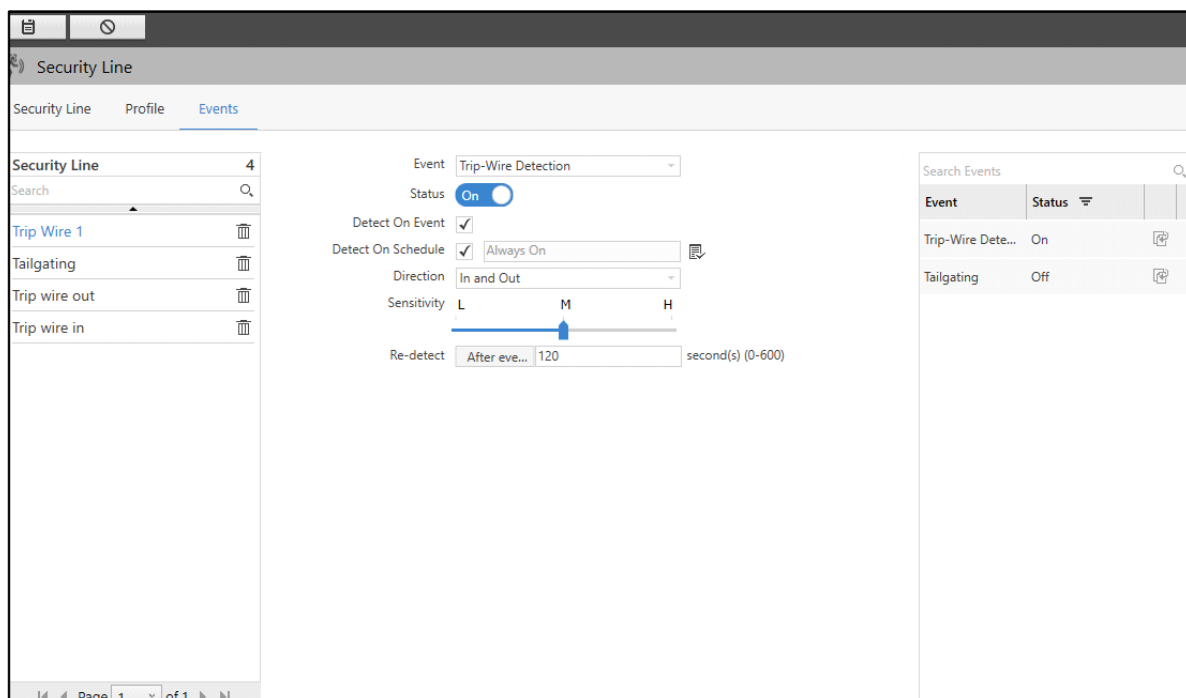 Security Line
Security Line Profile Events
Security Line 4
Search
Trip Wire 1
Tailgating
Trip wire out
Trip wire in
Page 1 of 1
Event Trip-Wire Detection
Status On
Detect On Event
Detect On Schedule Always On
Direction In and Out
Sensitivity L M H
Re-detect After eve... 120 second(s) (0-600)
Search Events
Event Status
Trip-Wire Dete... On
Tailgating Off